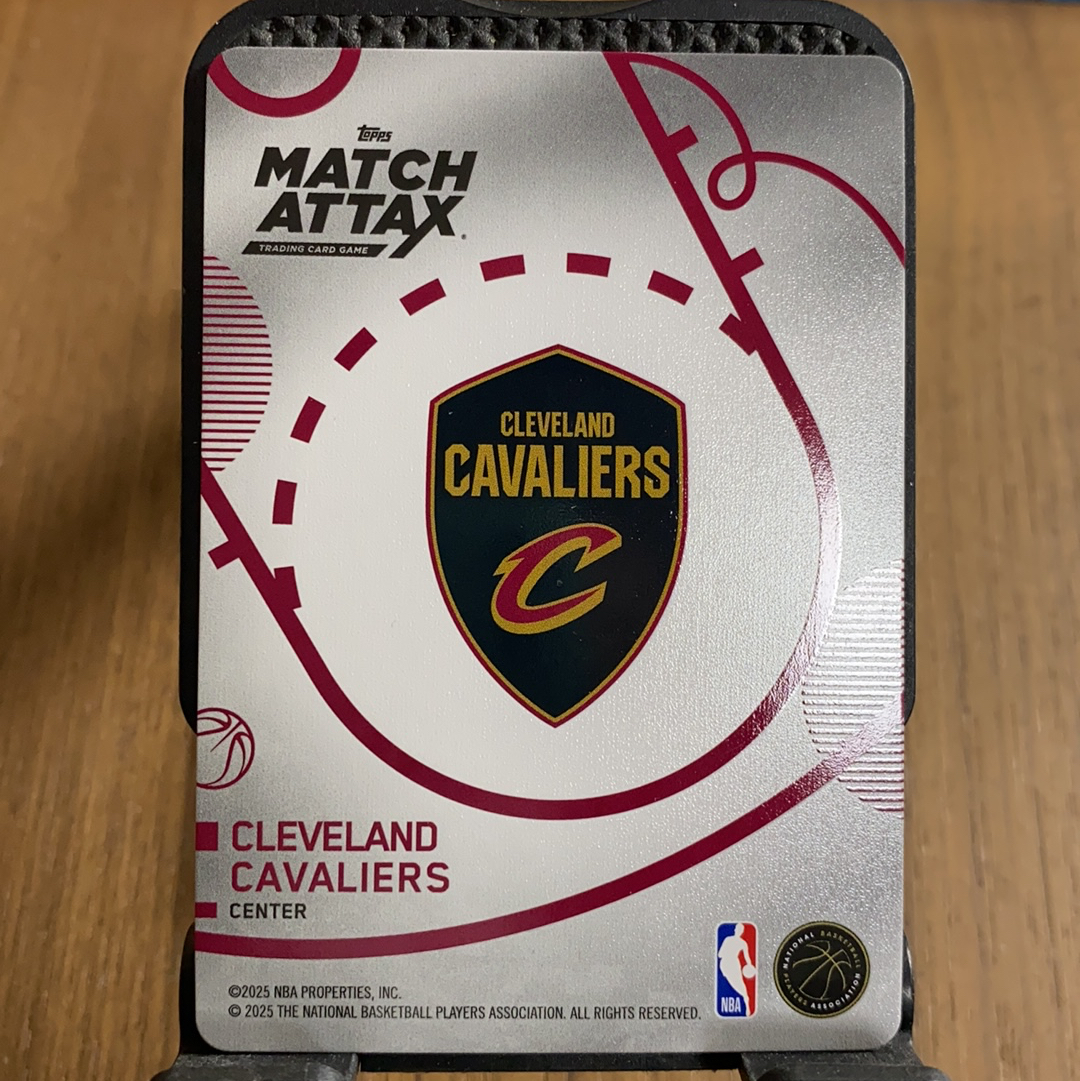 Topps
MATCH
ATTAX®
TRADING CARD GAME
CLEVELAND
CAVALIERS
C
CLEVELAND
CAVALIERS
CENTER
NBA
NATIONAL BASKETBALL
PLAYERS ASSOCIATION
©2025 NBA PROPERTIES, INC.
© 2025 THE NATIONAL BASKETBALL PLAYERS ASSOCIATION. ALL RIGHTS RESERVED.